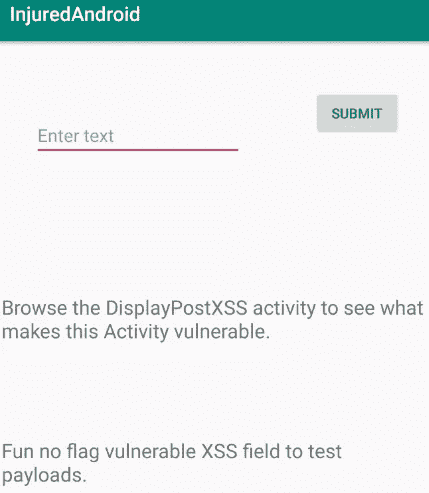 InjuredAndroid
SUBMIT
Enter text
Browse the DisplayPostXSS activity to see what
makes this Activity vulnerable.
Fun no flag vulnerable XSS field to test
payloads.